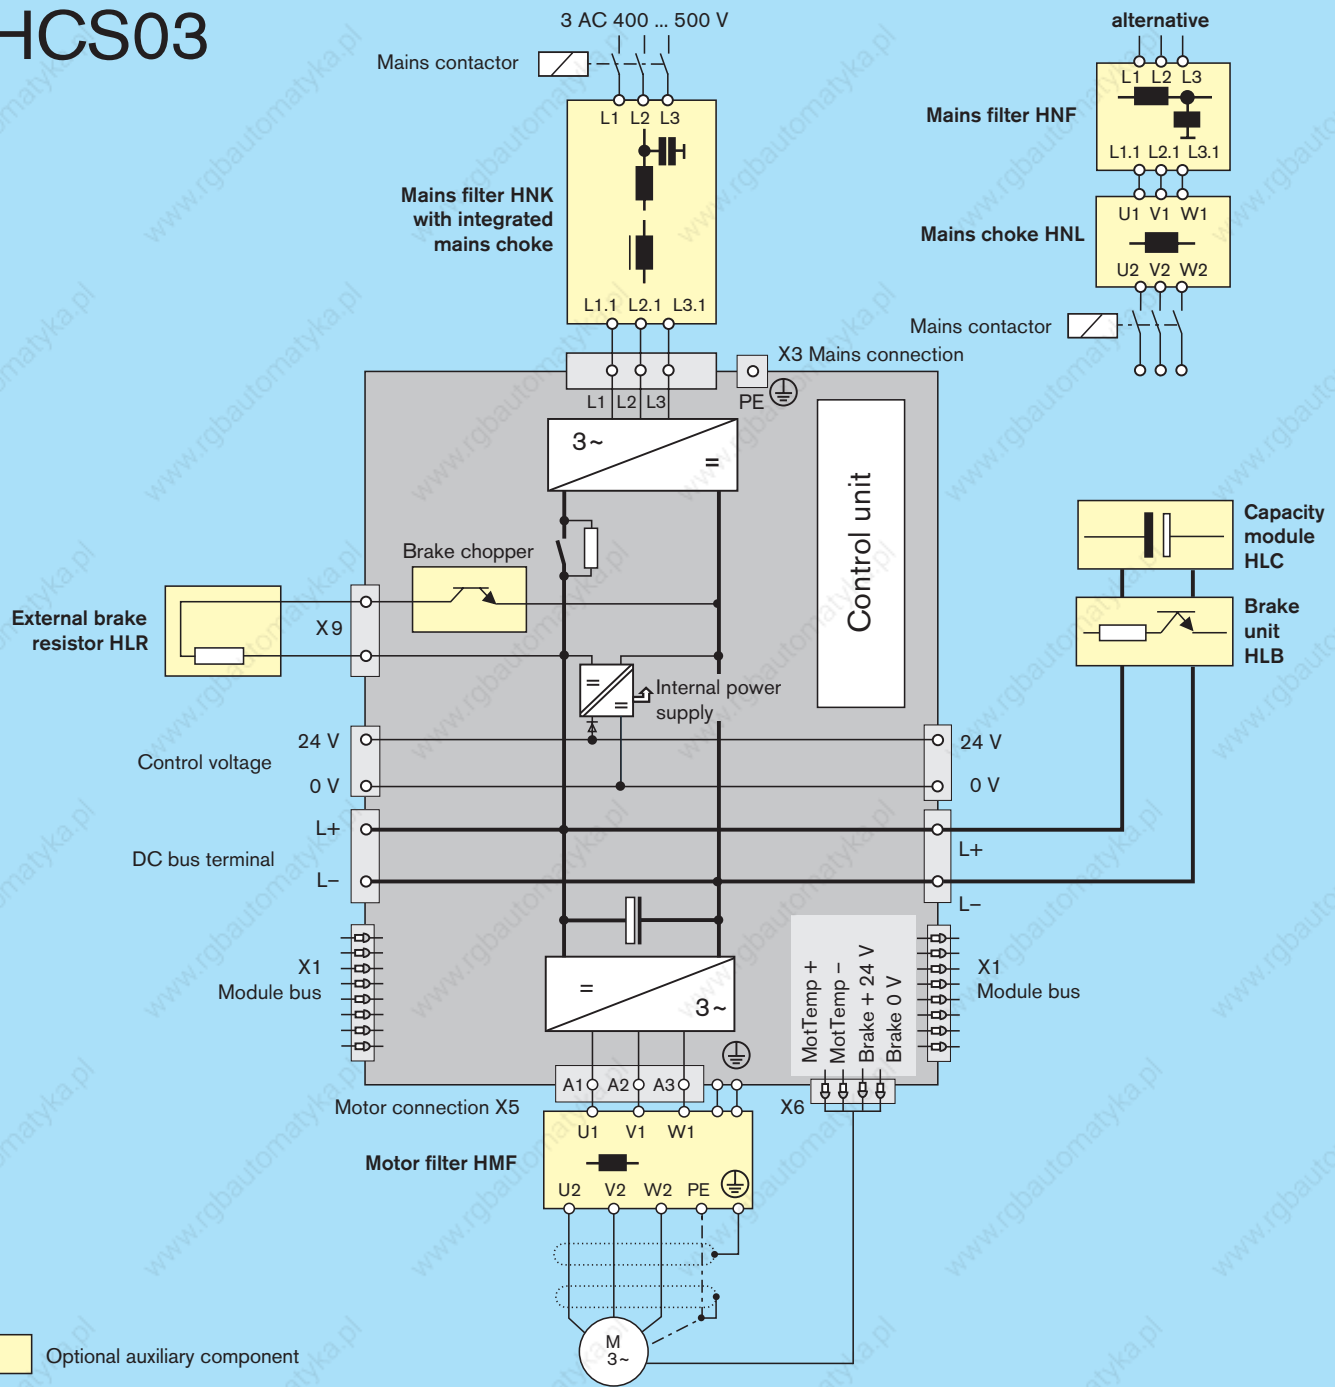 HCS03
3 AC 400 ... 500 V
alternative
Mains contactor
L1 L2 L3
Mains filter HNK
with integrated
mains choke
L1.1 L2.1 L3.1
L1 L2 L3
Mains filter HNF
L1.1 L2.1 L3.1
U1 V1 W1
Mains choke HNL
U2 V2 W2
Mains contactor
X3 Mains connection
L1 L2 L3
PE
3~
=
Control unit
Brake chopper
External brake
resistor HLR
X9
=
=
Internal power
supply
Capacity
module
HLC
Brake
unit
HLB
24 V
Control voltage
0 V
24 V
0 V
L+
DC bus terminal
L–
L+
L–
X1
Module bus
=
3~
MotTemp +
MotTemp –
Brake + 24 V
Brake 0 V
X1
Module bus
A1 A2 A3
Motor connection X5
X6
U1 V1 W1
Motor filter HMF
U2 V2 W2 PE
M
3~
Optional auxiliary component
www.rgbautomatyka.pl